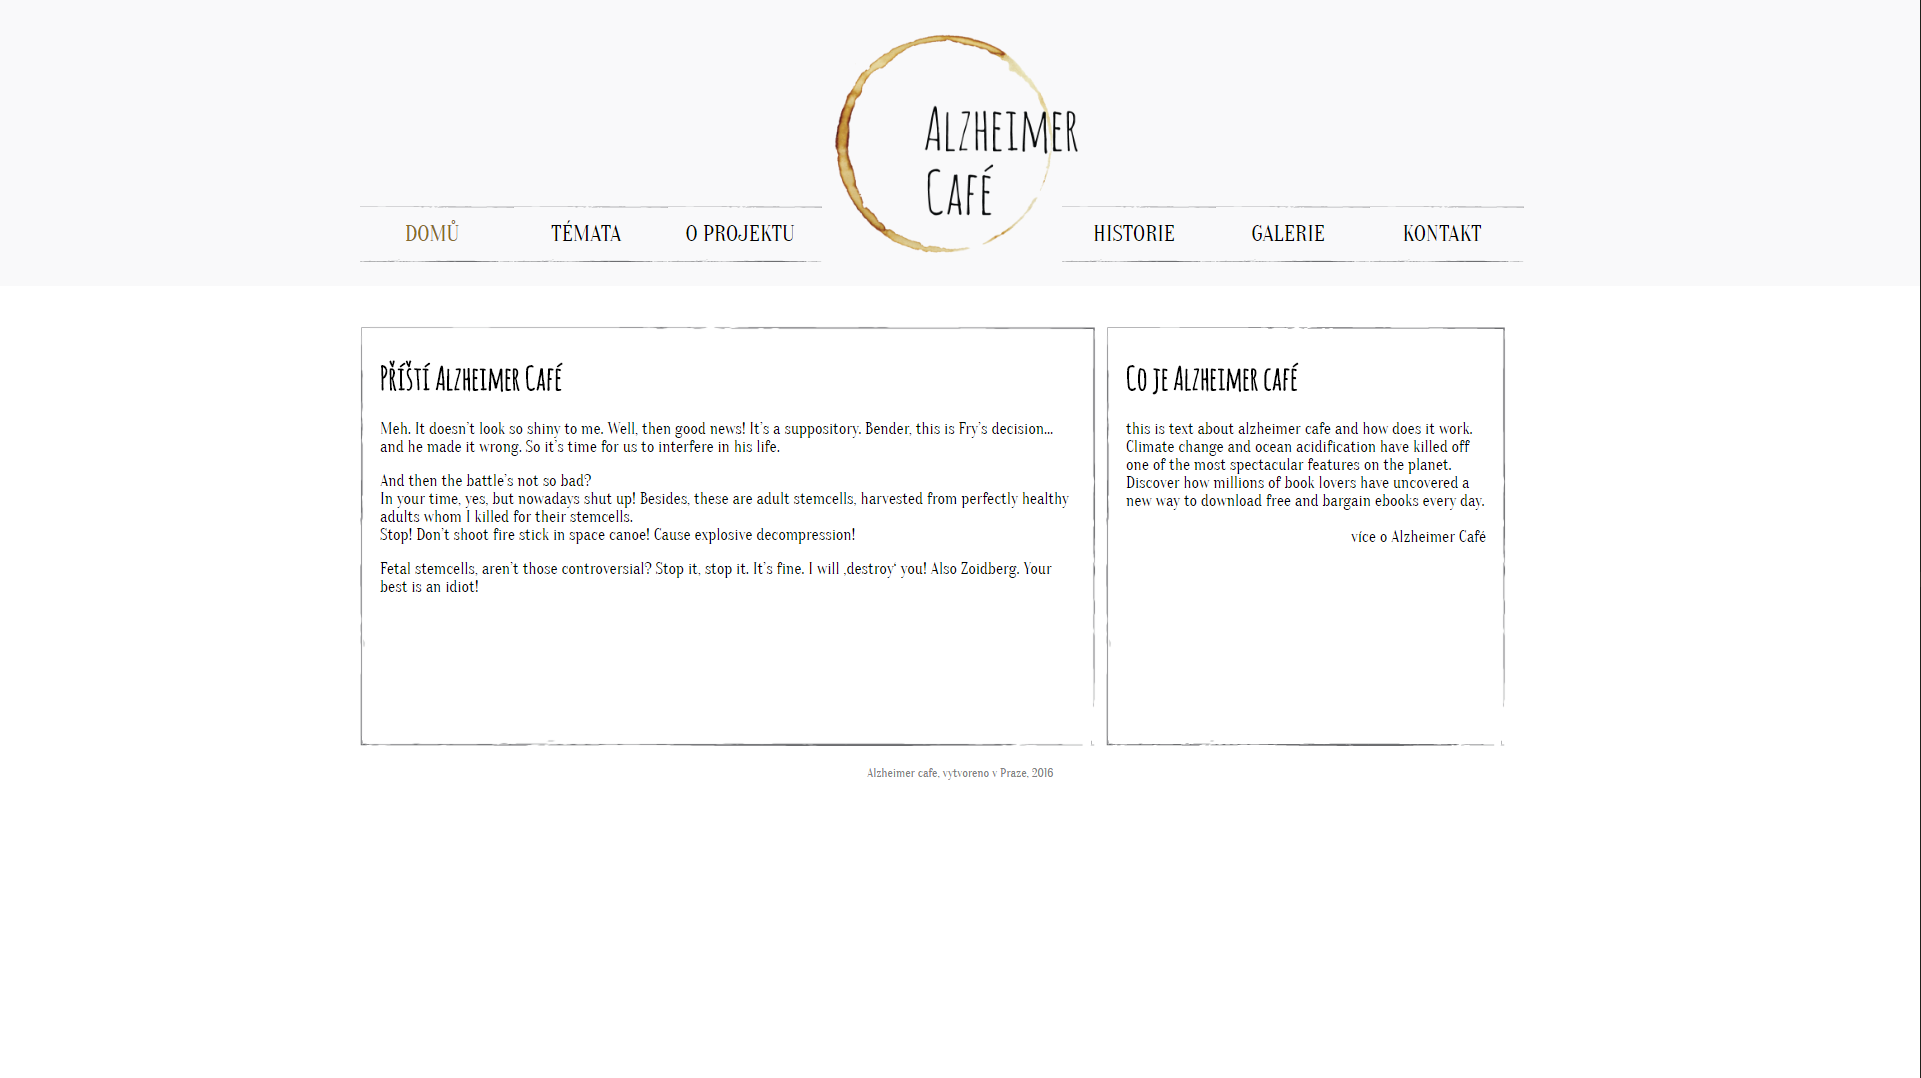 Alzheimer
Café
DOMŮ
TÉMATA
O PROJEKTU
HISTORIE
GALERIE
KONTAKT
Příští Alzheimer Café
Meh. It doesn't look so shiny to me. Well, then good news! It's a suppository. Bender, this is Fry's decision…
and he made it wrong. So it's time for us to interfere in his life.
And then the battle's not so bad?
In your time, yes, but nowadays shut up! Besides, these are adult stemcells, harvested from perfectly healthy
adults whom I killed for their stemcells.
Stop! Don't shoot fire stick in space canoe! Cause explosive decompression!
Fetal stemcells, aren't those controversial? Stop it, stop it. It's fine. I will ‚destroy‘ you! Also Zoidberg. Your
best is an idiot!
Co je Alzheimer café
this is text about alzheimer cafe and how does it work.
Climate change and ocean acidification have killed off
one of the most spectacular features on the planet.
Discover how millions of book lovers have uncovered a
new way to download free and bargain ebooks every day.
více o Alzheimer Café
Alzheimer cafe, vytvoreno v Praze, 2016